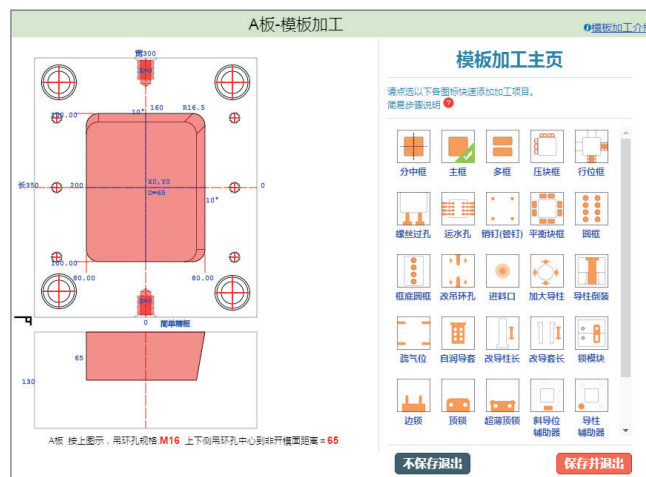 A板-模板加工
模板加工介绍
宽300
160
R16.5
10°
100.00
长350
200
X0,Y0
D=65
0
10°
100.00
80.00
80.00
0
简单精框
65
130
A板 按上图示，吊环孔规格:M16 上下侧吊环孔中心到非开模面距离 = 65
模板加工主页
请点选以下各图标快速添加加工项目。
简易步骤说明 ?
分中框 主框 多框 压块框 行位框
螺丝过孔 运水孔 销钉(管钉) 平衡块框 圆框
框底圆框 改吊环孔 进料口 加大导柱 导柱倒装
自润导套 改导柱长 改导套长 锁模块
边锁 顶锁 超薄顶锁 斜导位 导柱
辅助器 辅助器
不保存退出
保存并退出